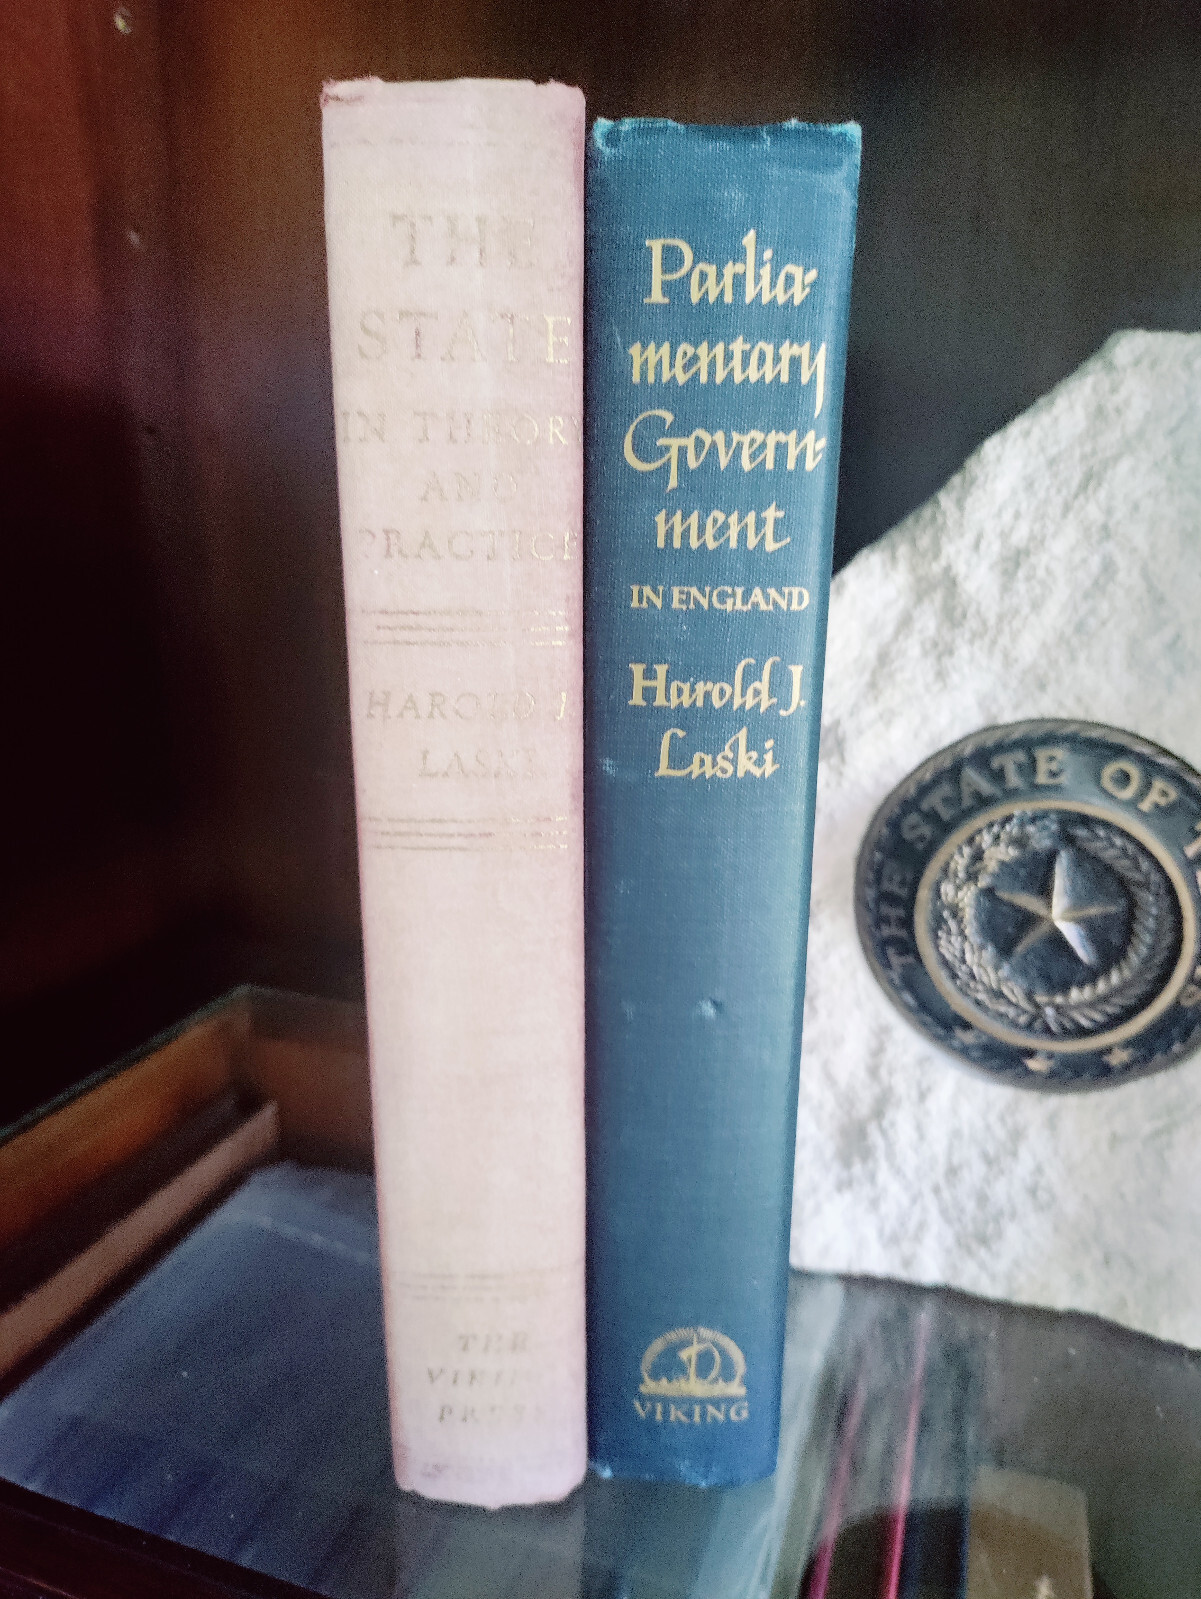 THE
STATE
IN THEORY
AND
PRACTICE
HAROLD J.
LASKI
THE
VIKING
PRESS
Parlia-
mentary
Govern-
ment
IN ENGLAND
Harold J.
Laski
VIKING
THE STATE OF